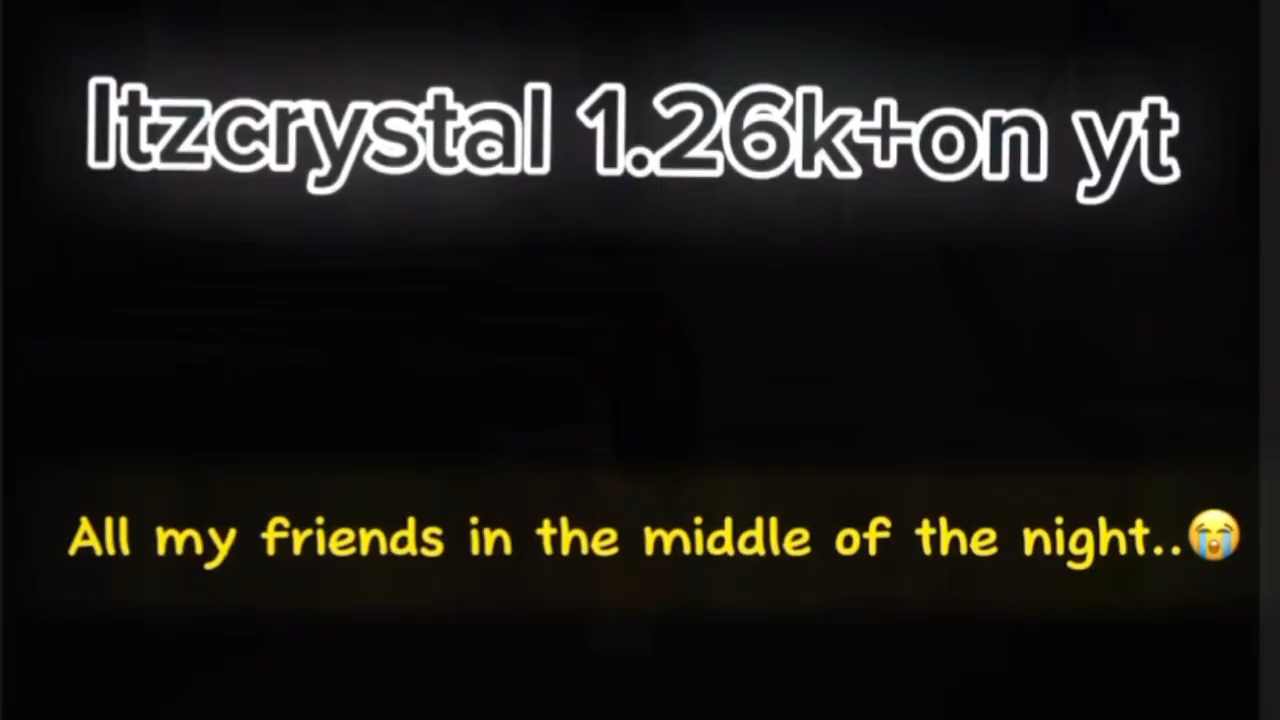 Itzcrystal 1.26k+on yt
All my friends in the middle of the night..😭